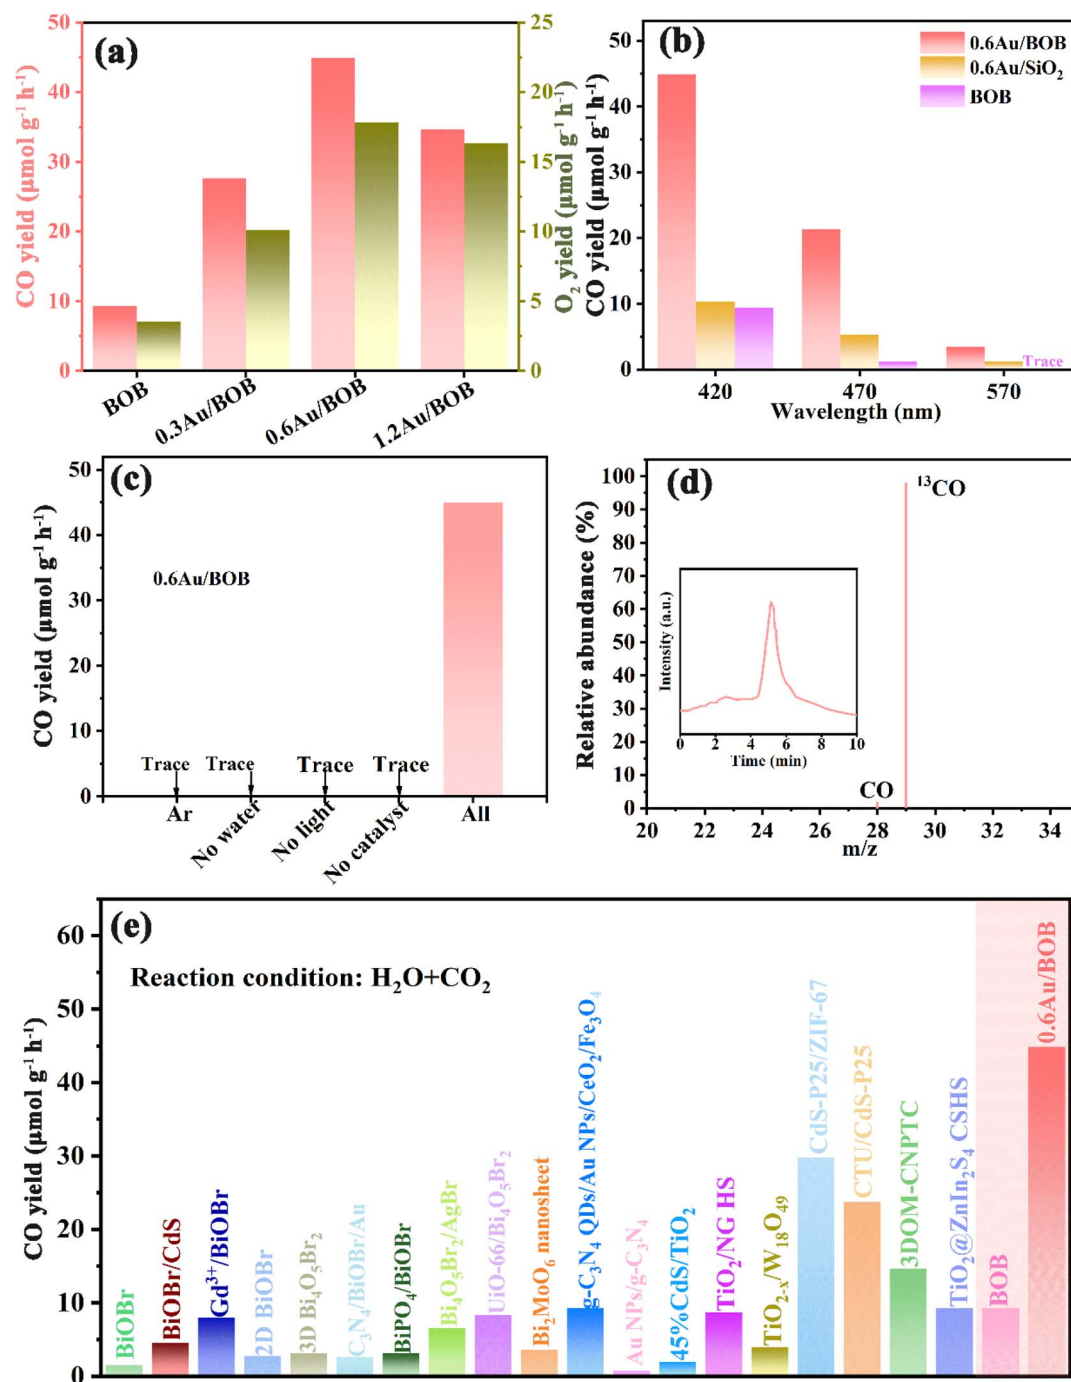 (a)
CO yield (μmol g⁻¹ h⁻¹)
50
40
30
20
10
0
O₂ yield (μmol g⁻¹ h⁻¹)
25
20
15
10
5
0
BOB
0.3Au/BOB
0.6Au/BOB
1.2Au/BOB
(b)
CO yield (μmol g⁻¹ h⁻¹)
50
40
30
20
10
0
0.6Au/BOB
0.6Au/SiO₂
BOB
Trace
420
470
570
Wavelength (nm)
(c)
CO yield (μmol g⁻¹ h⁻¹)
50
40
30
20
10
0
0.6Au/BOB
Trace
Trace
Trace
Trace
Ar
No water
No light
No catalyst
All
(d)
Relative abundance (%)
100
90
80
70
60
50
40
30
20
10
0
¹³CO
CO
Intensity (a.u.)
0 2 4 6 8 10
Time (min)
20 22 24 26 28 30 32 34
m/z
(e)
CO yield (μmol g⁻¹ h⁻¹)
60
50
40
30
20
10
0
Reaction condition: H₂O+CO₂
BiOBr
BiOBr/CdS
Gd³⁺/BiOBr
2D BiOBr
3D Bi₄O₅Br₂
C₃N₄/BiOBr/Au
BiPO₄/BiOBr
Bi₄O₅Br₂/AgBr
UiO-66/Bi₄O₅Br₂
Bi₂MoO₆ nanosheet
g-C₃N₄ QDs/Au NPs/CeO₂/Fe₃O₄
Au NPs/g-C₃N₄
45%CdS/TiO₂
TiO₂/NG HS
TiO₂₋ₓ/W₁₈O₄₉
CdS-P25/ZIF-67
CTU/CdS-P25
3DOM-CNPTC
TiO₂@ZnIn₂S₄ CSHS
BOB
0.6Au/BOB